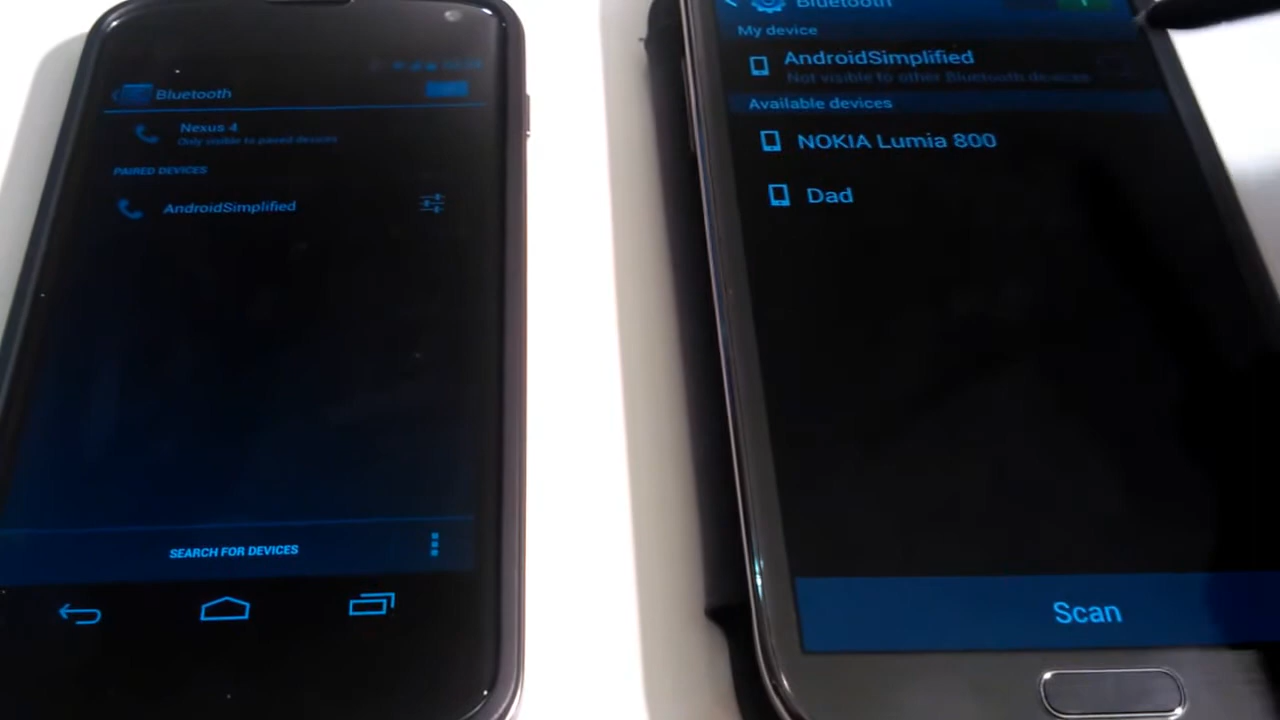 Bluetooth
Nexus 4
Only visible to paired devices
PAIRED DEVICES
AndroidSimplified
SEARCH FOR DEVICES
Bluetooth
My device
AndroidSimplified
Not visible to other Bluetooth devices
Available devices
NOKIA Lumia 800
Dad
Scan